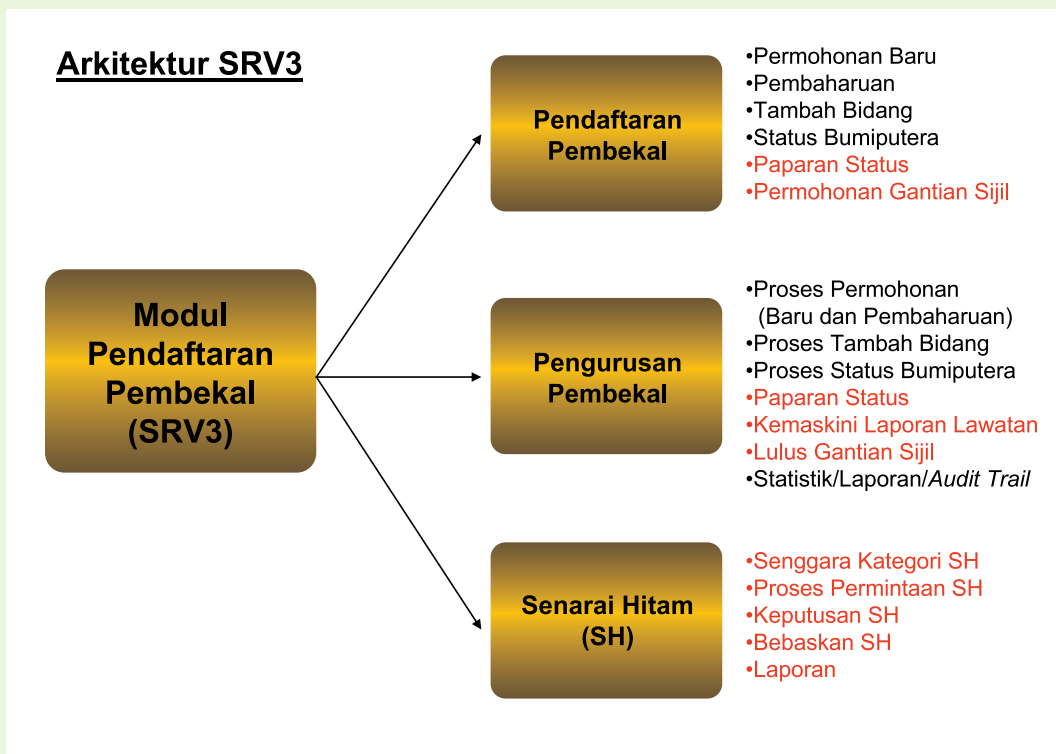 Arkitektur SRV3
Modul
Pendaftaran
Pembekal
(SRV3)
Pendaftaran
Pembekal
•Permohonan Baru
•Pembaharuan
•Tambah Bidang
•Status Bumiputera
•Paparan Status
•Permohonan Gantian Sijil
Pengurusan
Pembekal
•Proses Permohonan
(Baru dan Pembaharuan)
•Proses Tambah Bidang
•Proses Status Bumiputera
•Paparan Status
•Kemaskini Laporan Lawatan
•Lulus Gantian Sijil
•Statistik/Laporan/Audit Trail
Senarai Hitam
(SH)
•Senggara Kategori SH
•Proses Permintaan SH
•Keputusan SH
•Bebaskan SH
•Laporan